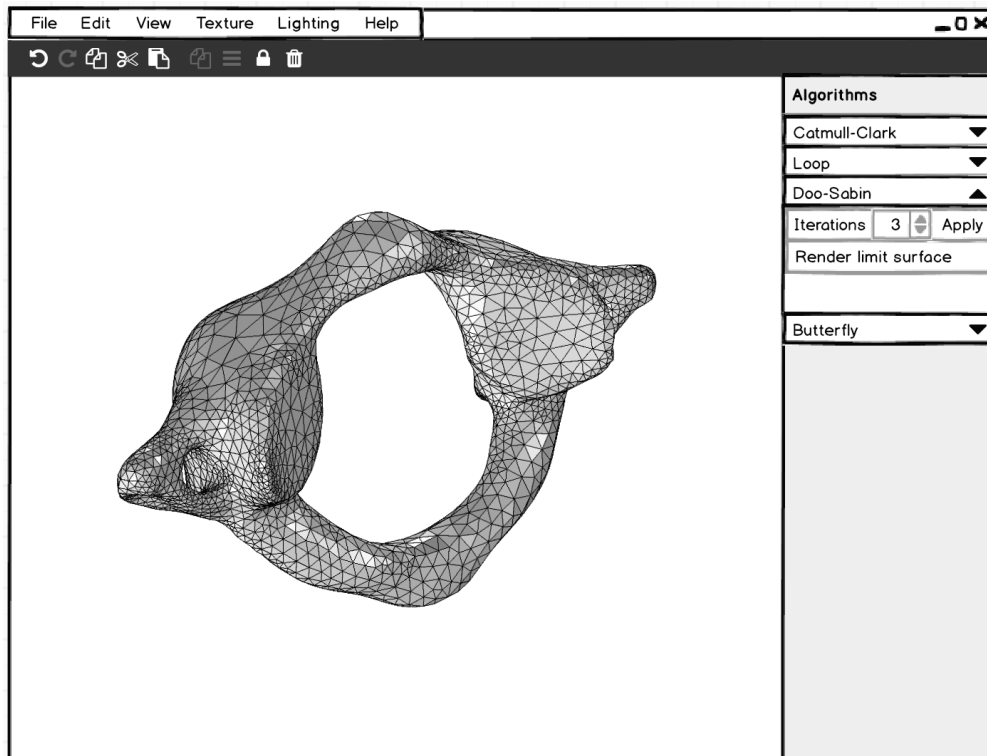 File Edit View Texture Lighting Help
Algorithms
Catmull-Clark
Loop
Doo-Sabin
Iterations 3 Apply
Render limit surface
Butterfly